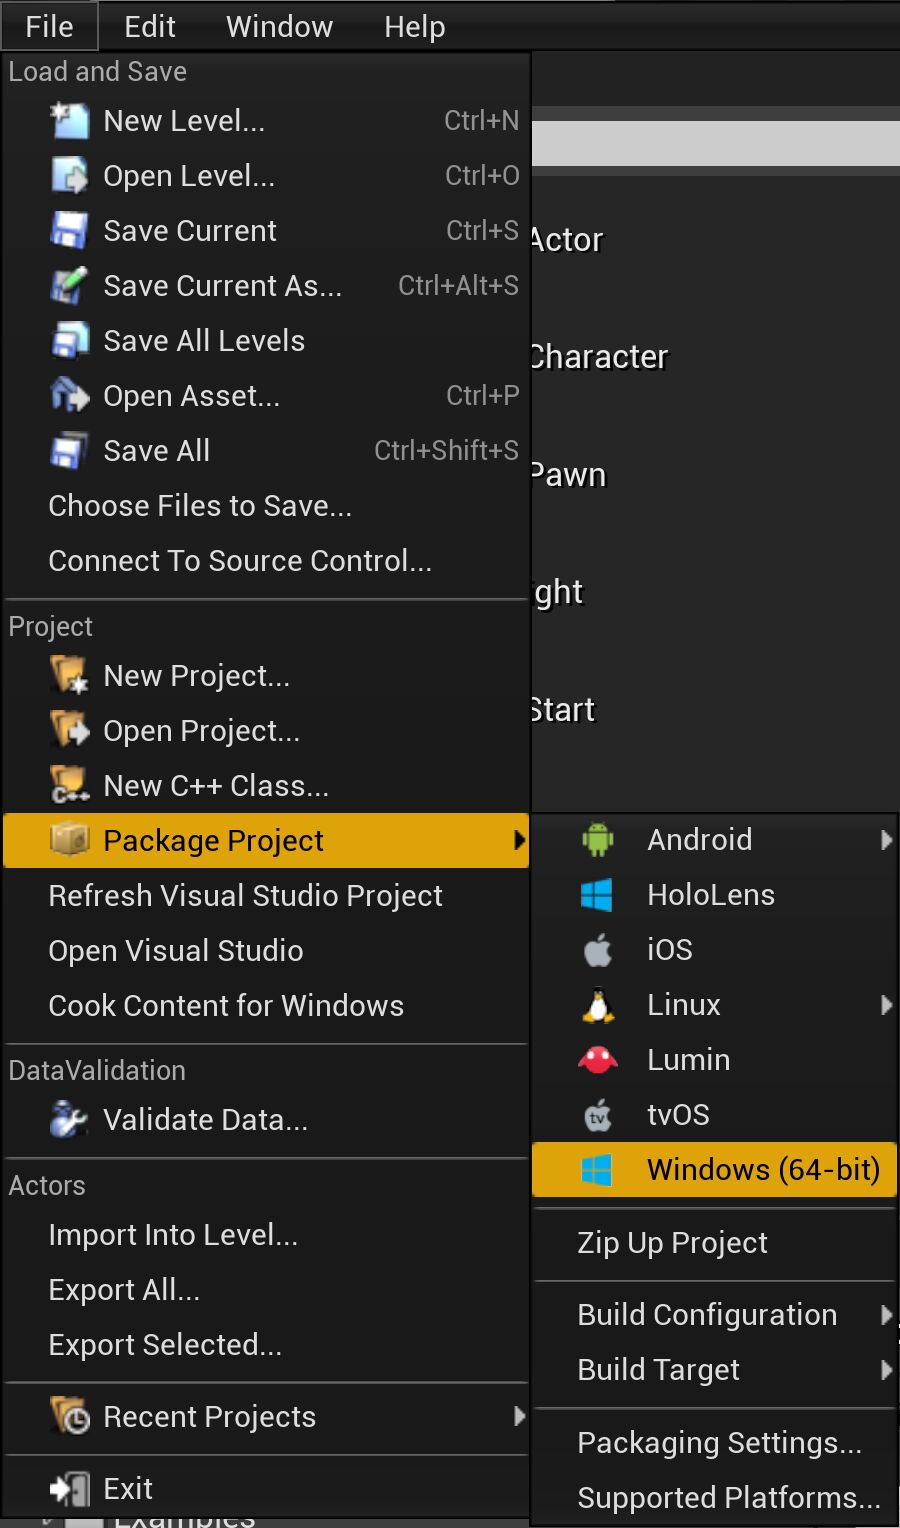 File Edit Window Help
Load and Save
New Level... Ctrl+N
Open Level... Ctrl+O
Save Current Ctrl+S
Save Current As... Ctrl+Alt+S
Save All Levels
Open Asset... Ctrl+P
Save All Ctrl+Shift+S
Choose Files to Save...
Connect To Source Control...
Project
New Project...
Open Project...
New C++ Class...
Package Project
Refresh Visual Studio Project
Open Visual Studio
Cook Content for Windows
DataValidation
Validate Data...
Actors
Import Into Level...
Export All...
Export Selected...
Recent Projects
Exit
Examples
Actor
Character
Pawn
ght
Start
Android
HoloLens
iOS
Linux
Lumin
tvOS
Windows (64-bit)
Zip Up Project
Build Configuration
Build Target
Packaging Settings...
Supported Platforms...